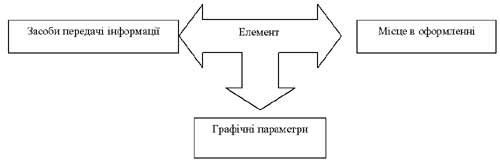 Засоби передачі інформації
Елемент
Місце в оформленні
Графічні параметри